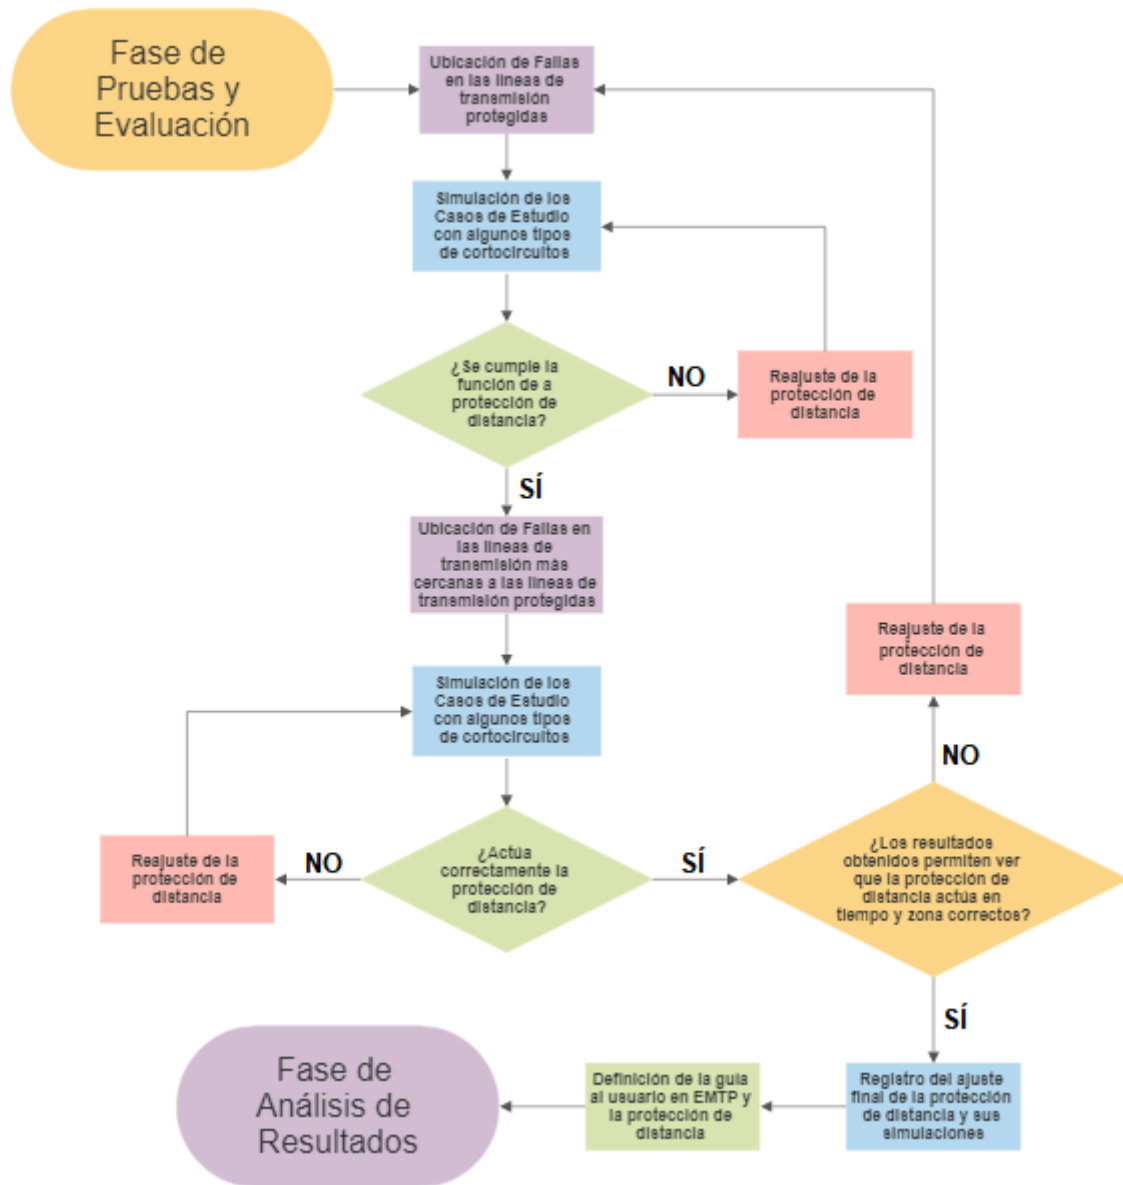 Fase de
Pruebas y
Evaluación
Ubicación de Fallas
en las lineas de
transmisión
protegidas
Simulación de los
Casos de Estudio
con algunos tipos
de cortocircuitos
¿Se cumple la
función de a
protección de
distancia?
NO
Reajuste de la
protección de
distancia
SÍ
Ubicación de Fallas en
las lineas de
transmisión más
cercanas a las lineas de
transmisión protegidas
Simulación de los
Casos de Estudio
con algunos tipos
de cortocircuitos
¿Actúa
correctamente la
protección de
distancia?
NO
Reajuste de la
protección de
distancia
SÍ
¿Los resultados
obtenidos permiten ver
que la protección de
distancia actúa en
tiempo y zona correctos?
NO
Reajuste de la
protección de
distancia
SÍ
Registro del ajuste
final de la protección
de distancia y sus
simulaciones
Definición de la guia
al usuario en EMTP y
la protección de
distancia
Fase de
Análisis de
Resultados